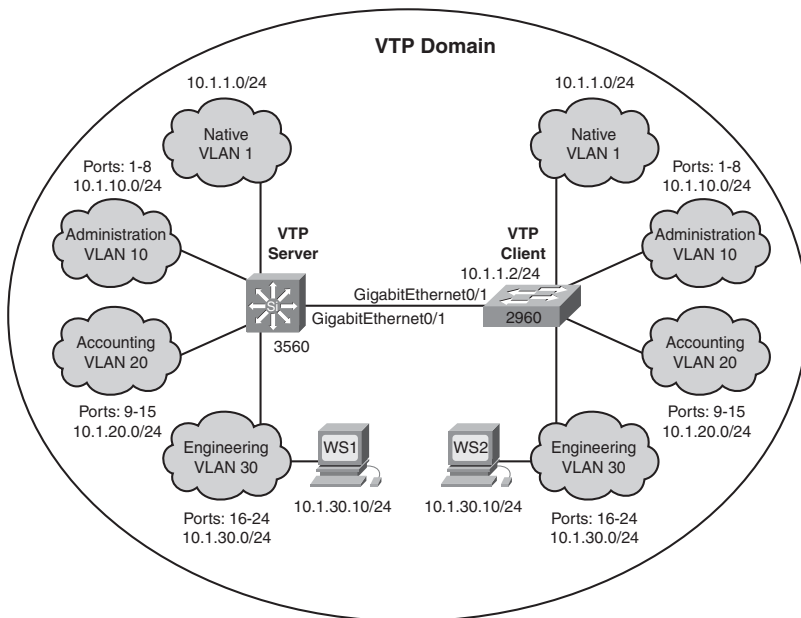 VTP Domain
10.1.1.0/24
Native
VLAN 1
Ports: 1-8
10.1.10.0/24
Administration
VLAN 10
VTP
Server
Si
3560
GigabitEthernet0/1
GigabitEthernet0/1
Accounting
VLAN 20
Ports: 9-15
10.1.20.0/24
Engineering
VLAN 30
Ports: 16-24
10.1.30.0/24
WS1
10.1.30.10/24
10.1.1.0/24
Native
VLAN 1
Ports: 1-8
10.1.10.0/24
Administration
VLAN 10
VTP
Client
10.1.1.2/24
2960
Accounting
VLAN 20
Ports: 9-15
10.1.20.0/24
WS2
10.1.30.10/24
Engineering
VLAN 30
Ports: 16-24
10.1.30.0/24